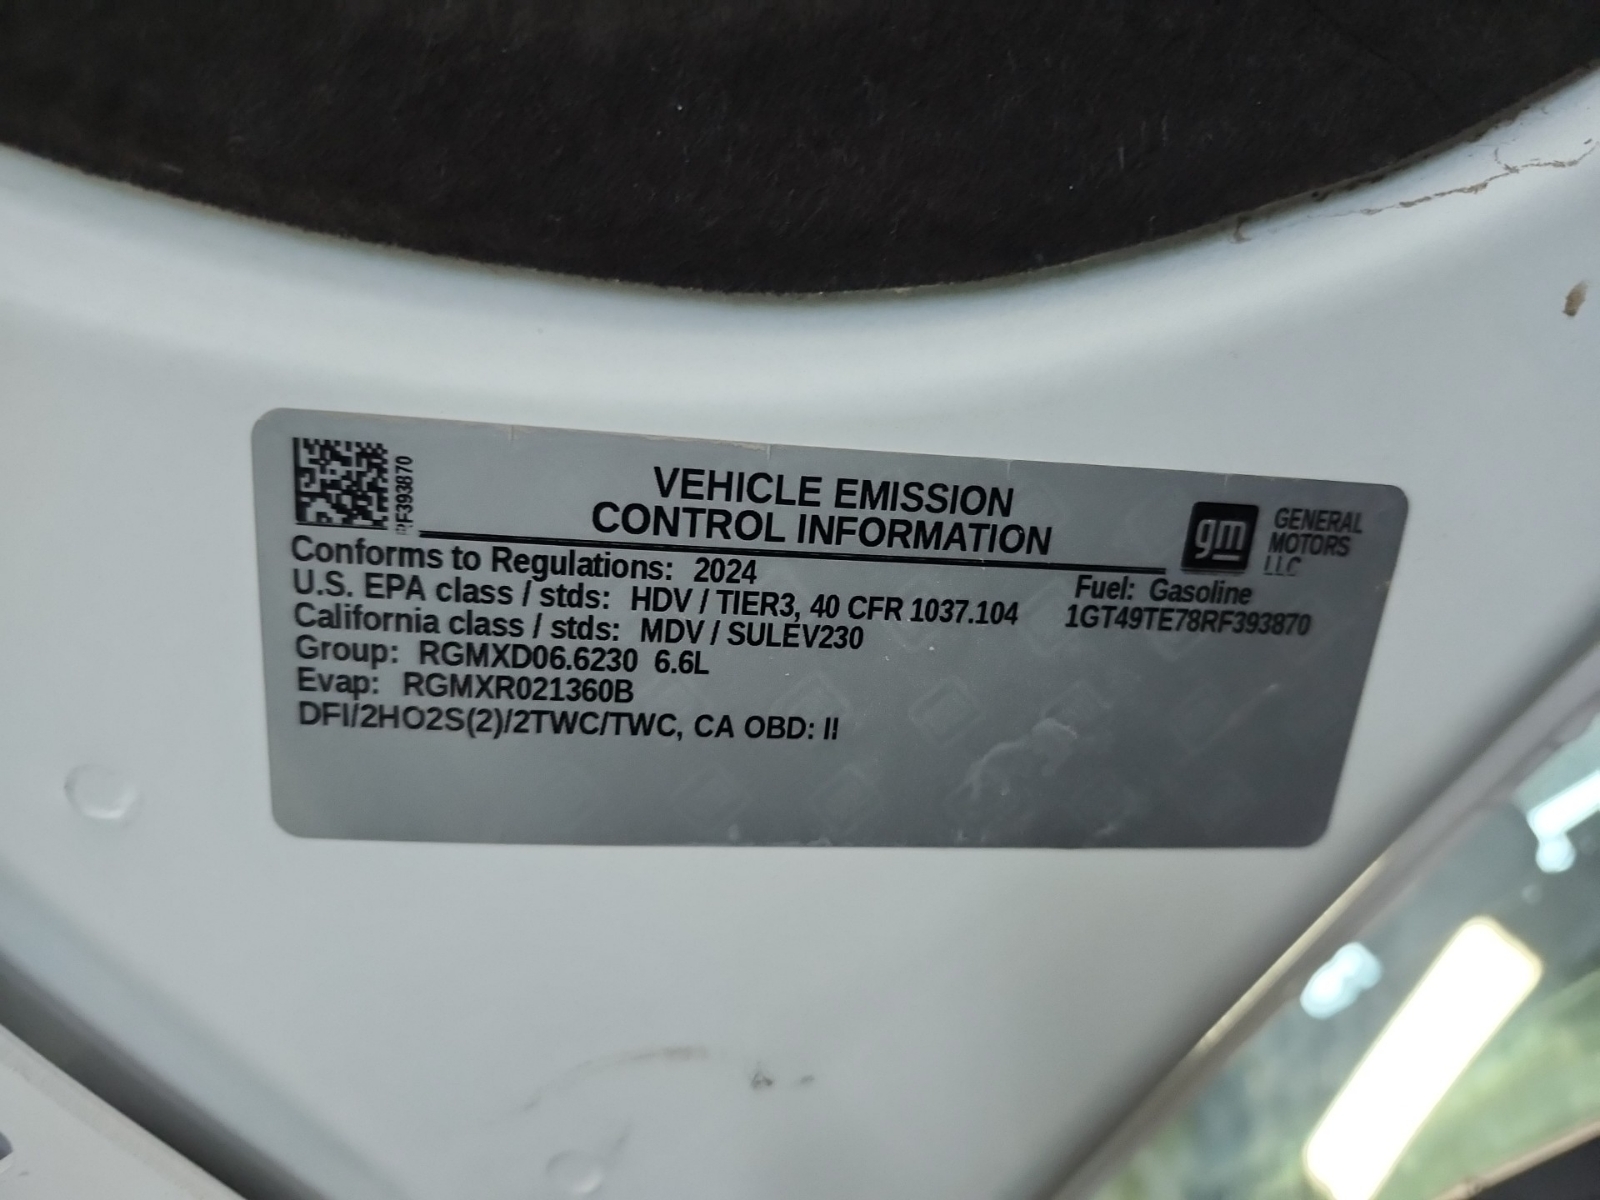 RF393870
VEHICLE EMISSION
CONTROL INFORMATION
gm
GENERAL
MOTORS
LLC
Conforms to Regulations: 2024
Fuel: Gasoline
U.S. EPA class / stds: HDV / TIER3, 40 CFR 1037.104
1GT49TE78RF393870
California class / stds: MDV / SULEV230
Group: RGMXD06.6230 6.6L
Evap: RGMXR021360B
DFI/2HO2S(2)/2TWC/TWC, CA OBD: II